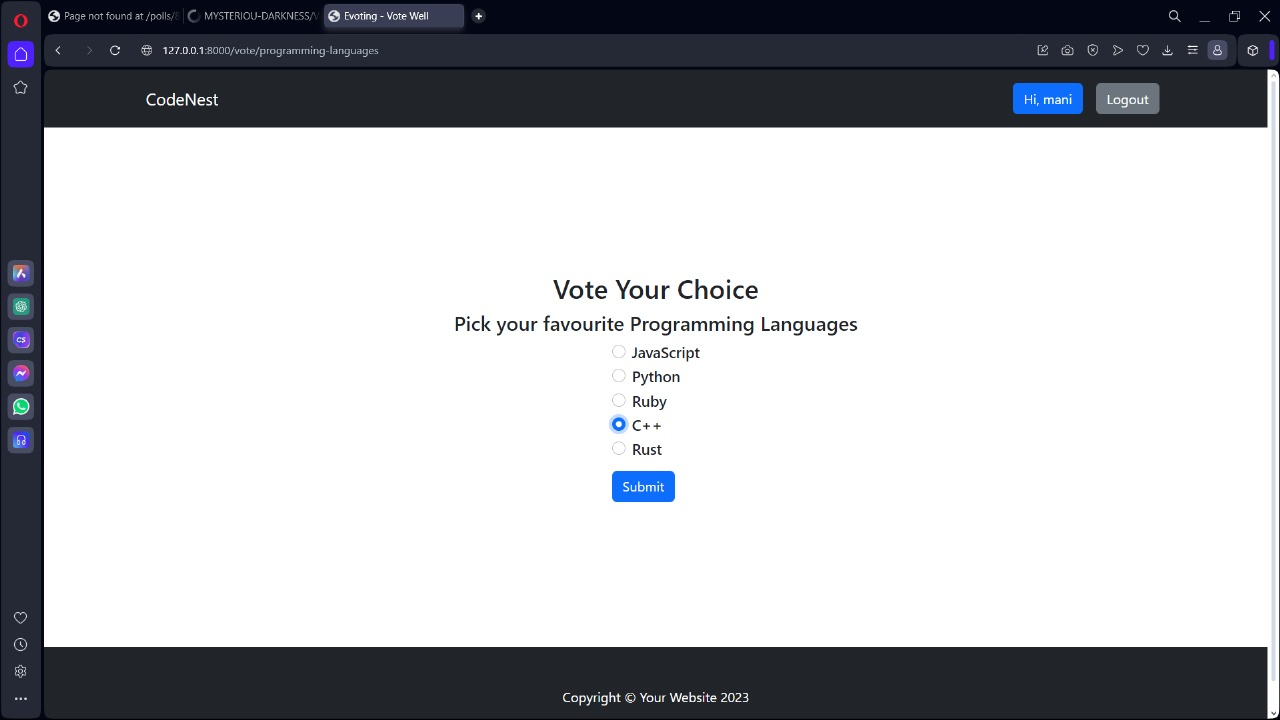 Page not found at /polls/
MYSTERIOU-DARKNESS/
Evoting - Vote Well
127.0.0.1:8000/vote/programming-languages
CodeNest
Hi, mani
Logout
Vote Your Choice
Pick your favourite Programming Languages
JavaScript
Python
Ruby
C++
Rust
Submit
CS
Copyright © Your Website 2023